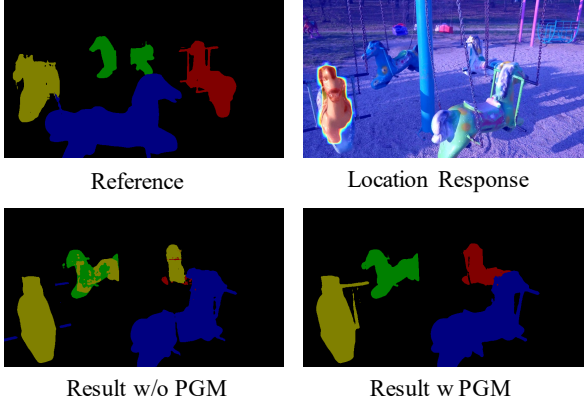 Reference
Location Response
Result w/o PGM
Result w PGM